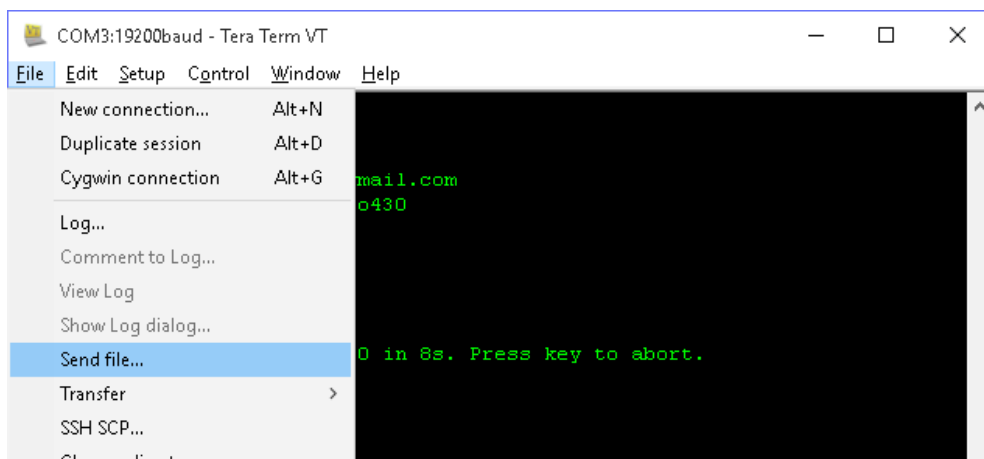 COM3:19200baud - Tera Term VT
File Edit Setup Control Window Help
New connection... Alt+N
Duplicate session Alt+D
Cygwin connection Alt+G
mail.com
o430
Log...
Comment to Log...
View Log
Show Log dialog...
Send file...
0 in 8s. Press key to abort.
Transfer >
SSH SCP...